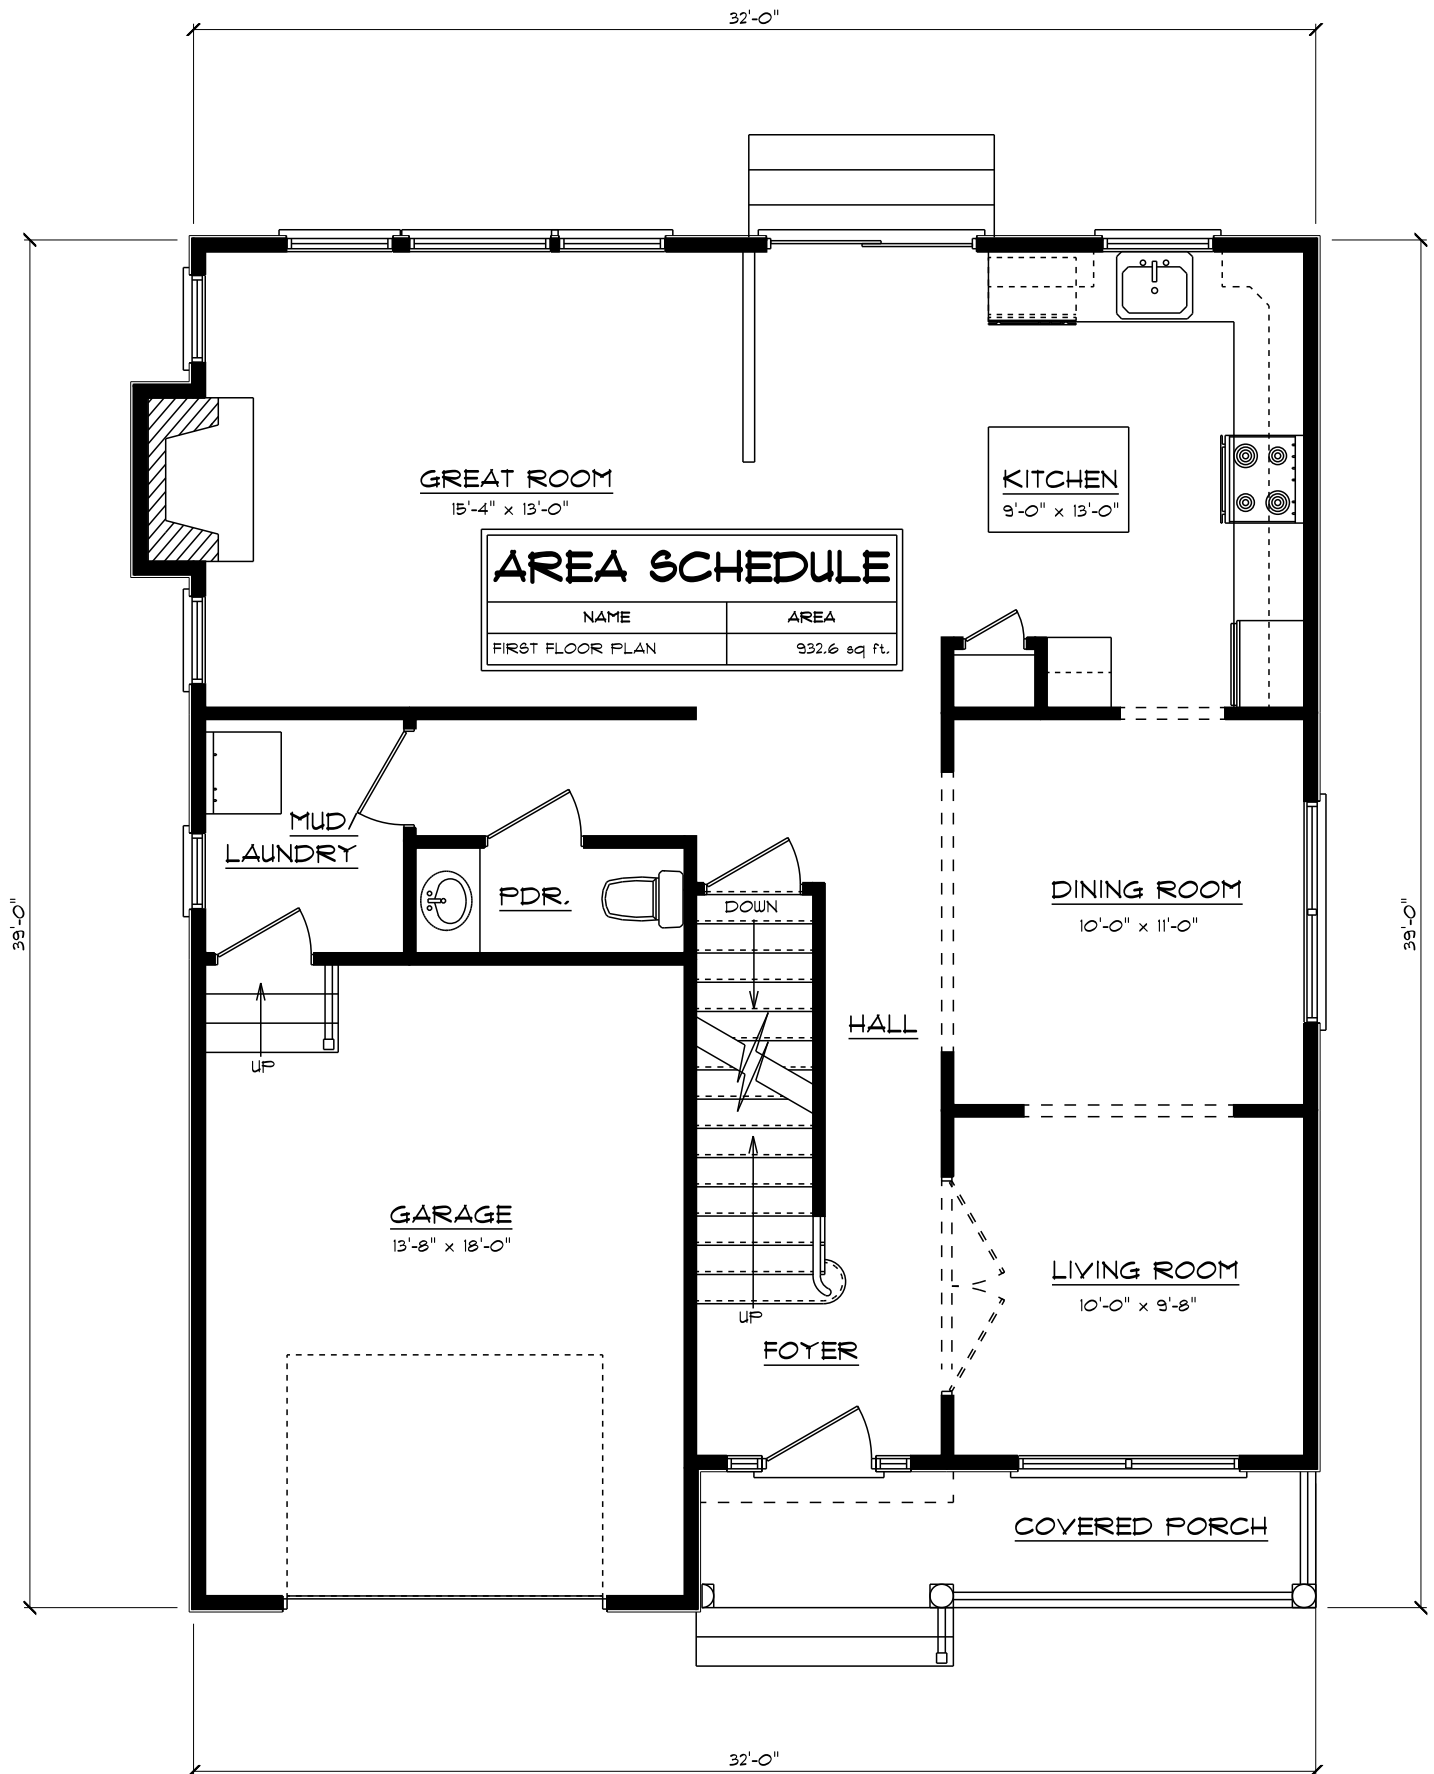 32'-0"
39'-0"
39'-0"
GREAT ROOM
15'-4" x 13'-0"
KITCHEN
9'-0" x 13'-0"
AREA SCHEDULE
NAME AREA
FIRST FLOOR PLAN 932.6 sq ft.
MUD/
LAUNDRY
PDR.
DOWN
DINING ROOM
10'-0" x 11'-0"
HALL
UP
GARAGE
13'-8" x 18'-0"
LIVING ROOM
10'-0" x 9'-8"
UP
FOYER
COVERED PORCH
32'-0"